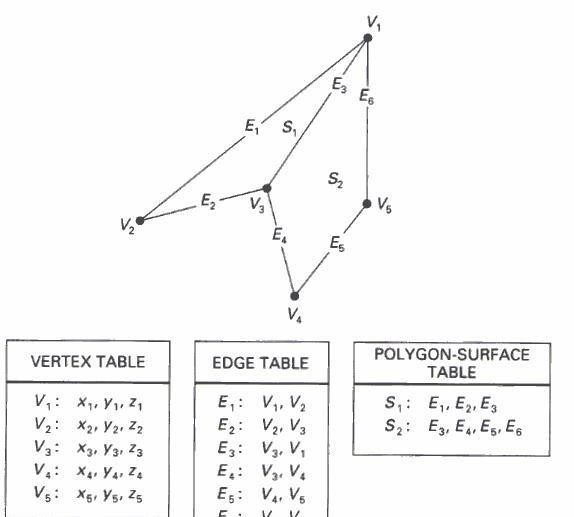 V₁
E₃
E₆
E₁
S₁
S₂
E₂
V₃
V₅
V₂
E₄
E₅
V₄
VERTEX TABLE
V₁: x₁, y₁, z₁
V₂: x₂, y₂, z₂
V₃: x₃, y₃, z₃
V₄: x₄, y₄, z₄
V₅: x₅, y₅, z₅
EDGE TABLE
E₁: V₁, V₂
E₂: V₂, V₃
E₃: V₃, V₁
E₄: V₃, V₄
E₅: V₄, V₅
POLYGON-SURFACE
TABLE
S₁: E₁, E₂, E₃
S₂: E₃, E₄, E₅, E₆